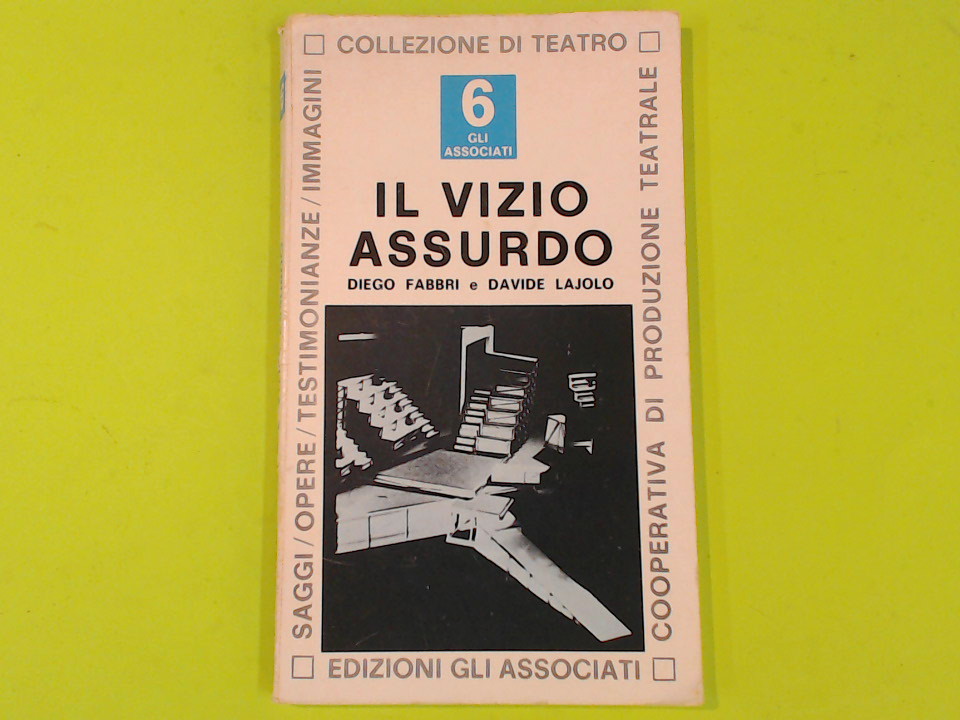 COLLEZIONE DI TEATRO
6
GLI
ASSOCIATI
IL VIZIO
ASSURDO
DIEGO FABBRI e DAVIDE LAJOLO
SAGGI/OPERE/TESTIMONIANZE/IMMAGINI
COOPERATIVA DI PRODUZIONE TEATRALE
EDIZIONI GLI ASSOCIATI